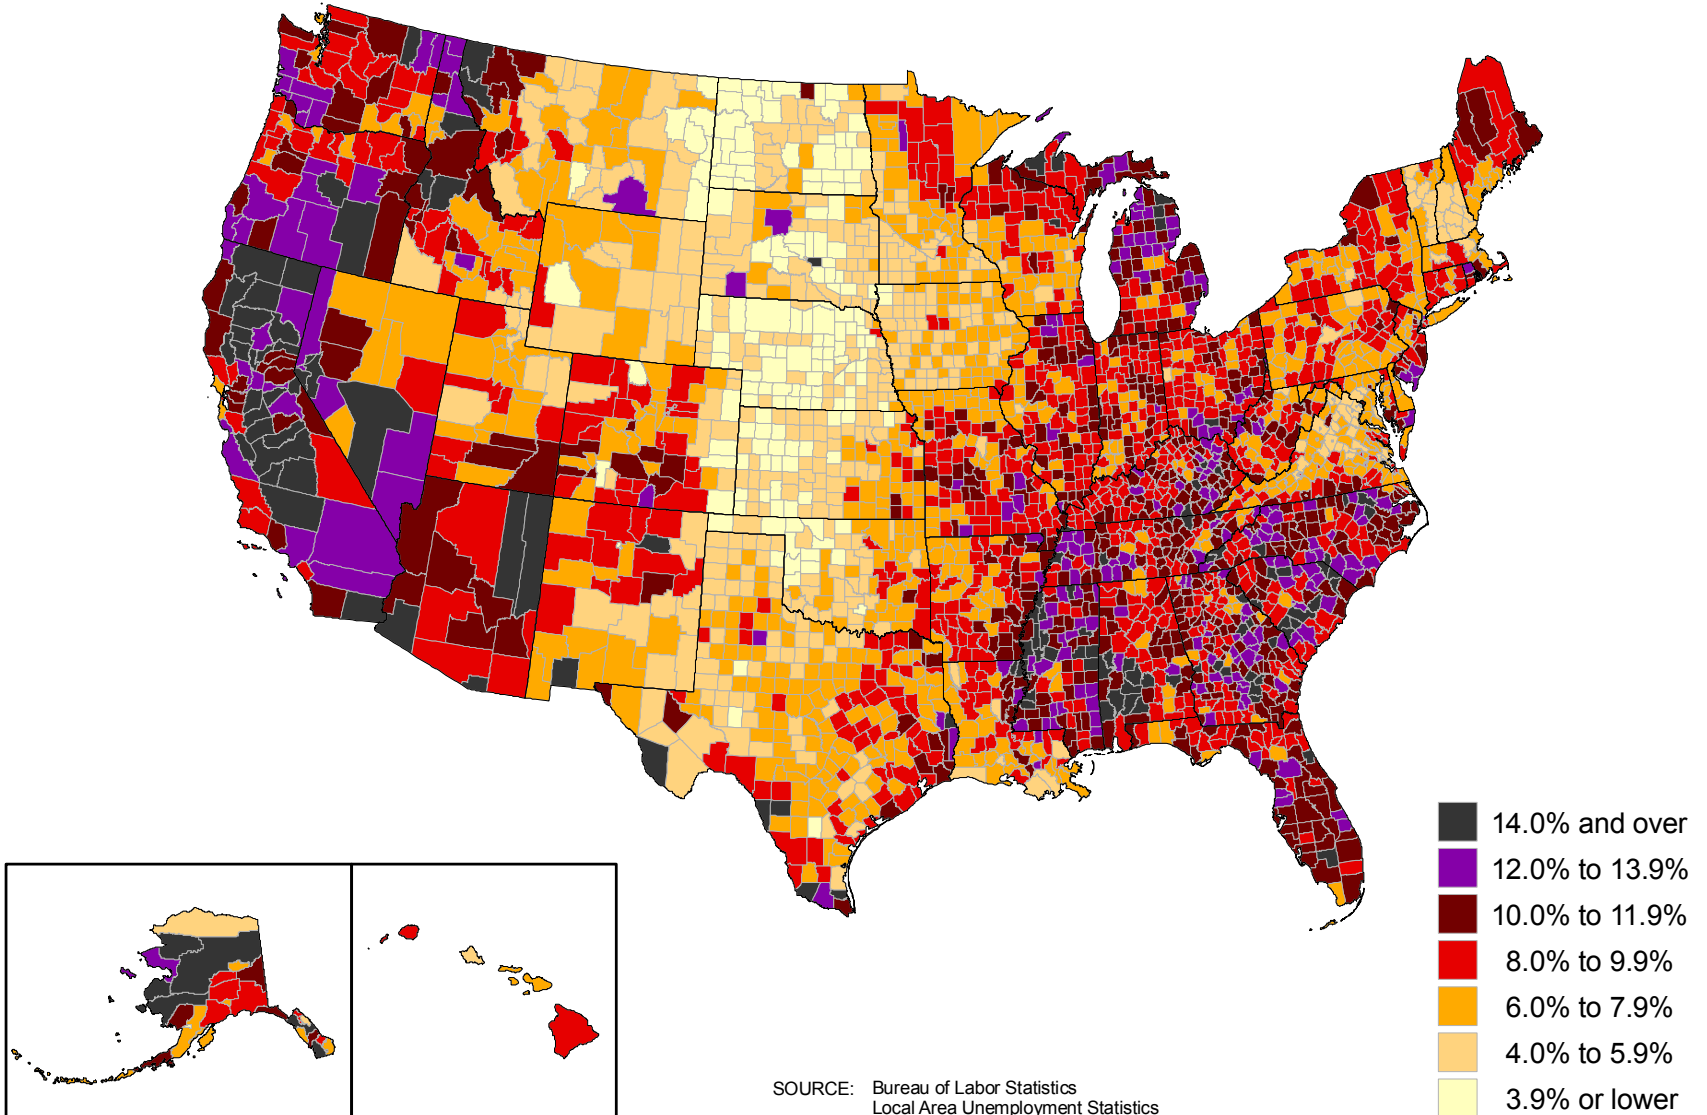 14.0% and over
12.0% to 13.9%
10.0% to 11.9%
8.0% to 9.9%
6.0% to 7.9%
4.0% to 5.9%
3.9% or lower
SOURCE: Bureau of Labor Statistics
Local Area Unemployment Statistics